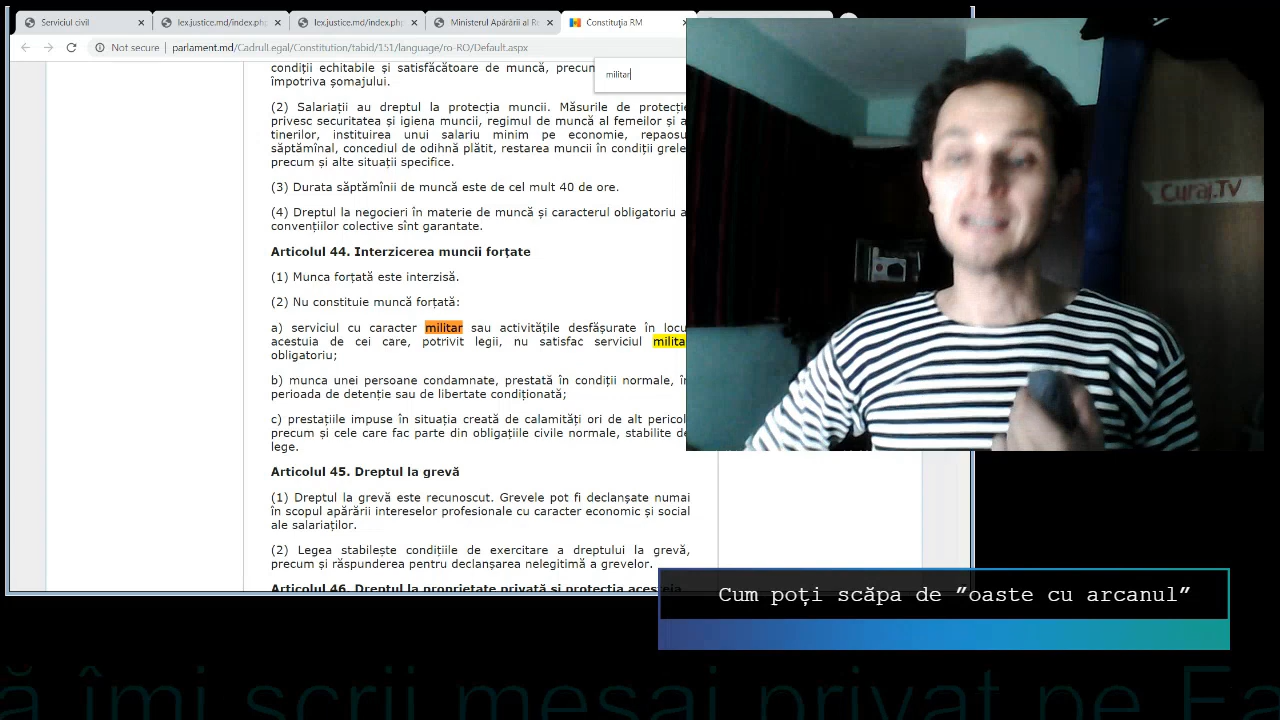 Serviciul civil
lex.justice.md/index.php
lex.justice.md/index.php
Ministerul Apărării al R
Constituția RM
Not secure | parlament.md/CadrulLegal/Constitution/tabid/151/language/ro-RO/Default.aspx
militar
condiții echitabile și satisfăcătoare de muncă, precum
împotriva șomajului.
(2) Salariații au dreptul la protecția muncii. Măsurile de protecție
privesc securitatea și igiena muncii, regimul de muncă al femeilor și a
tinerilor, instituirea unui salariu minim pe economie, repaosu
săptămînal, concediul de odihnă plătit, restarea muncii în condiții grele
precum și alte situații specifice.
(3) Durata săptămînii de muncă este de cel mult 40 de ore.
(4) Dreptul la negocieri în materie de muncă și caracterul obligatoriu a
convențiilor colective sînt garantate.
Articolul 44. Interzicerea muncii forțate
(1) Munca forțată este interzisă.
(2) Nu constituie muncă forțată:
a) serviciul cu caracter militar sau activitățile desfășurate în locu
acestuia de cei care, potrivit legii, nu satisfac serviciul milita
obligatoriu;
b) munca unei persoane condamnate, prestată în condiții normale, în
perioada de detenție sau de libertate condiționată;
c) prestațiile impuse în situația creată de calamități ori de alt pericol
precum și cele care fac parte din obligațiile civile normale, stabilite de
lege.
Articolul 45. Dreptul la grevă
(1) Dreptul la grevă este recunoscut. Grevele pot fi declanșate numai
în scopul apărării intereselor profesionale cu caracter economic și social
ale salariaților.
(2) Legea stabilește condițiile de exercitare a dreptului la grevă,
precum și răspunderea pentru declanșarea nelegitimă a grevelor.
Articolul 46. Dreptul la proprietate privată și protecția acesteia
Curaj.TV
Cum poți scăpa de ”oaste cu arcanul”
ă îmi scrii mesaj privat pe Fa